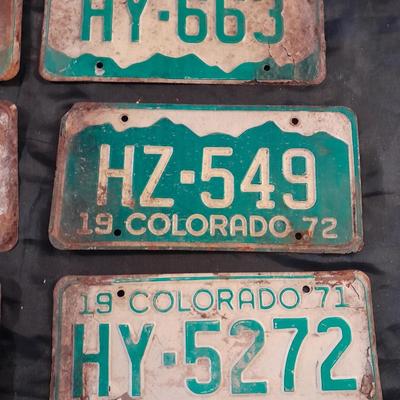 HY·663
HZ·549
19 COLORADO 72
19 COLORADO 71
HY·5272